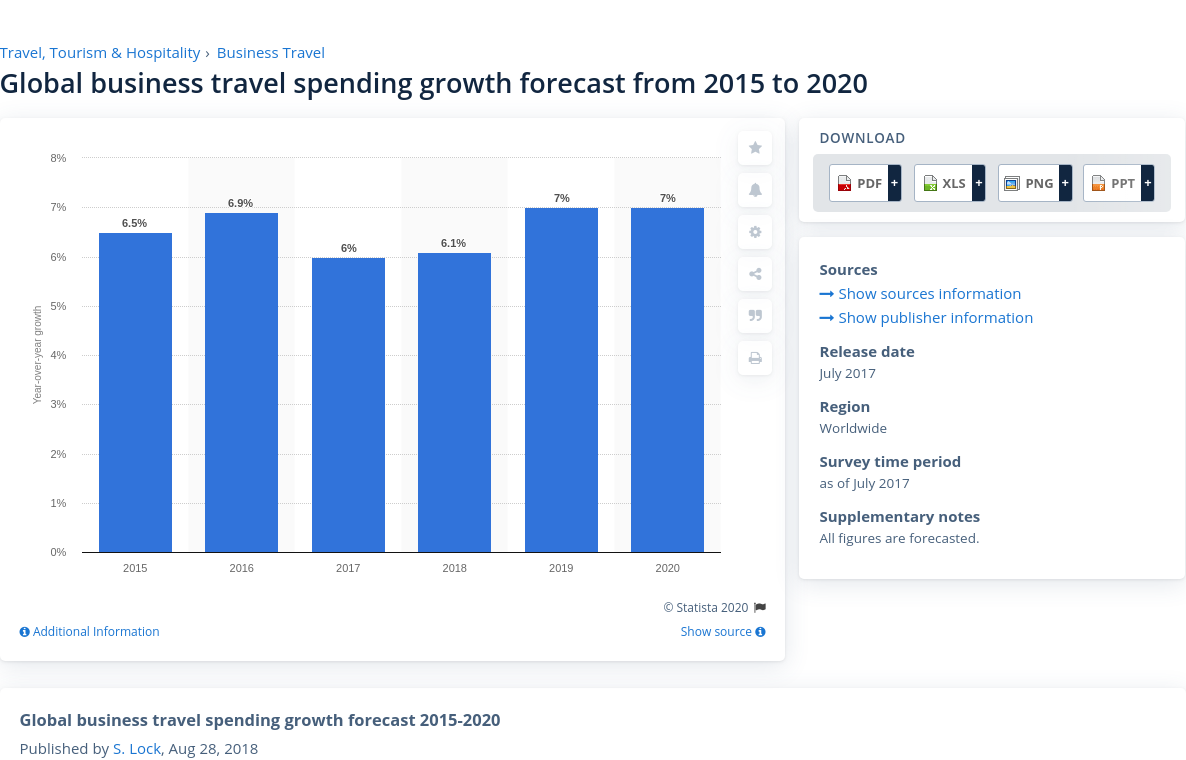 Travel, Tourism & Hospitality › Business Travel
Global business travel spending growth forecast from 2015 to 2020
8%
7%
6%
5%
4%
3%
2%
1%
0%
Year-over-year growth
6.5%
6.9%
6%
6.1%
7%
7%
2015
2016
2017
2018
2019
2020
© Statista 2020
Additional Information
Show source
DOWNLOAD
PDF +
XLS +
PNG +
PPT +
Sources
Show sources information
Show publisher information
Release date
July 2017
Region
Worldwide
Survey time period
as of July 2017
Supplementary notes
All figures are forecasted.
Global business travel spending growth forecast 2015-2020
Published by S. Lock, Aug 28, 2018